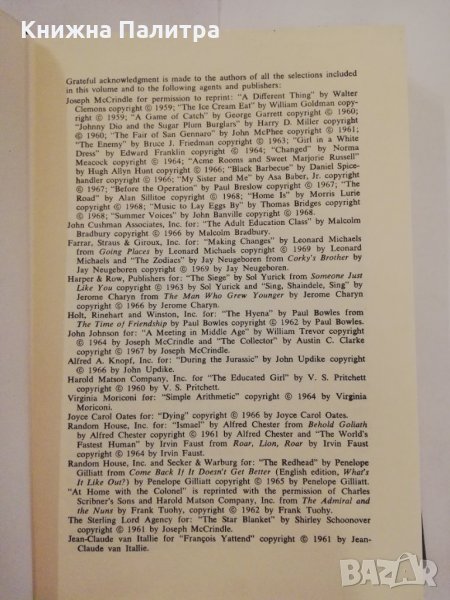 Книжна Палитра
Grateful acknowledgment is made to the authors of all the selections included
in this volume and to the following agents and publishers:
Joseph McCrindle for permission to reprint: "A Different Thing" by Walter
Clemons copyright © 1959; "The Ice Cream Eat" by William Goldman copy-
right © 1959; "A Game of Catch" by George Garrett copyright © 1960;
"Johnny Dio and the Sugar Plum Burglars" by Harry D. Miller copyright
© 1960; "The Fair of San Gennaro" by John McPhee copyright © 1961;
"The Enemy" by Bruce J. Friedman copyright © 1963; "Girl in a White
Dress" by Edward Franklin copyright © 1964; "Changed" by Norma
Meacock copyright © 1964; "Acme Rooms and Sweet Marjorie Russell"
by Hugh Allyn Hunt copyright © 1966; "Black Barbecue" by Daniel Spice-
handler copyright © 1966; "My Sister and Me" by Asa Baber, Jr. copyright
© 1967; "Before the Operation" by Paul Breslow copyright © 1967; "The
Road" by Alan Sillitoe copyright © 1968; "Home Is" by Morris Lurie
copyright © 1968; "Music to Lay Eggs By" by Thomas Bridges copyright
© 1968; "Summer Voices" by John Banville copyright © 1968.
John Cushman Associates, Inc. for: "The Adult Education Class" by Malcolm
Bradbury copyright © 1966 by Malcolm Bradbury.
Farrar, Straus & Giroux, Inc. for: "Making Changes" by Leonard Michaels
from Going Places by Leonard Michaels copyright © 1969 by Leonard
Michaels and "The Zodiacs" by Jay Neugeboren from Corky's Brother by
Jay Neugeboren copyright © 1969 by Jay Neugeboren.
Harper & Row, Publishers for: "The Siege" by Sol Yurick from Someone Just
Like You copyright © 1963 by Sol Yurick and "Sing, Shaindele, Sing" by
Jerome Charyn from The Man Who Grew Younger by Jerome Charyn
copyright © 1966 by Jerome Charyn.
Holt, Rinehart and Winston, Inc. for: "The Hyena" by Paul Bowles from
The Time of Friendship by Paul Bowles copyright © 1962 by Paul Bowles.
John Johnson for: "A Meeting in Middle Age" by William Trevor copyright
© 1964 by Joseph McCrindle and "The Collector" by Austin C. Clarke
copyright © 1967 by Joseph McCrindle.
Alfred A. Knopf, Inc. for: "During the Jurassic" by John Updike copyright
© 1966 by John Updike.
Harold Matson Company, Inc. for "The Educated Girl" by V. S. Pritchett
copyright © 1960 by V. S. Pritchett.
Virginia Moriconi for: "Simple Arithmetic" copyright © 1964 by Virginia
Moriconi.
Joyce Carol Oates for: "Dying" copyright © 1966 by Joyce Carol Oates.
Random House, Inc. for: "Ismael" by Alfred Chester from Behold Goliath
by Alfred Chester copyright © 1961 by Alfred Chester and "The World's
Fastest Human" by Irvin Faust from Roar, Lion, Roar by Irvin Faust
copyright © 1964 by Irvin Faust.
Random House, Inc. and Secker & Warburg for: "The Redhead" by Penelope
Gilliatt from Come Back If It Doesn't Get Better (English edition, What's
It Like Out?) by Penelope Gilliatt copyright © 1965 by Penelope Gilliatt.
"At Home with the Colonel" is reprinted with the permission of Charles
Scribner's Sons and Harold Matson Company, Inc. from The Admiral and
the Nuns by Frank Tuohy, copyright © 1962 by Frank Tuohy.
The Sterling Lord Agency for: "The Star Blanket" by Shirley Schoonover
copyright © 1961 by Joseph McCrindle.
Jean-Claude van Itallie for "François Yattend" copyright © 1961 by Jean-
Claude van Itallie.
BAZAR
bg